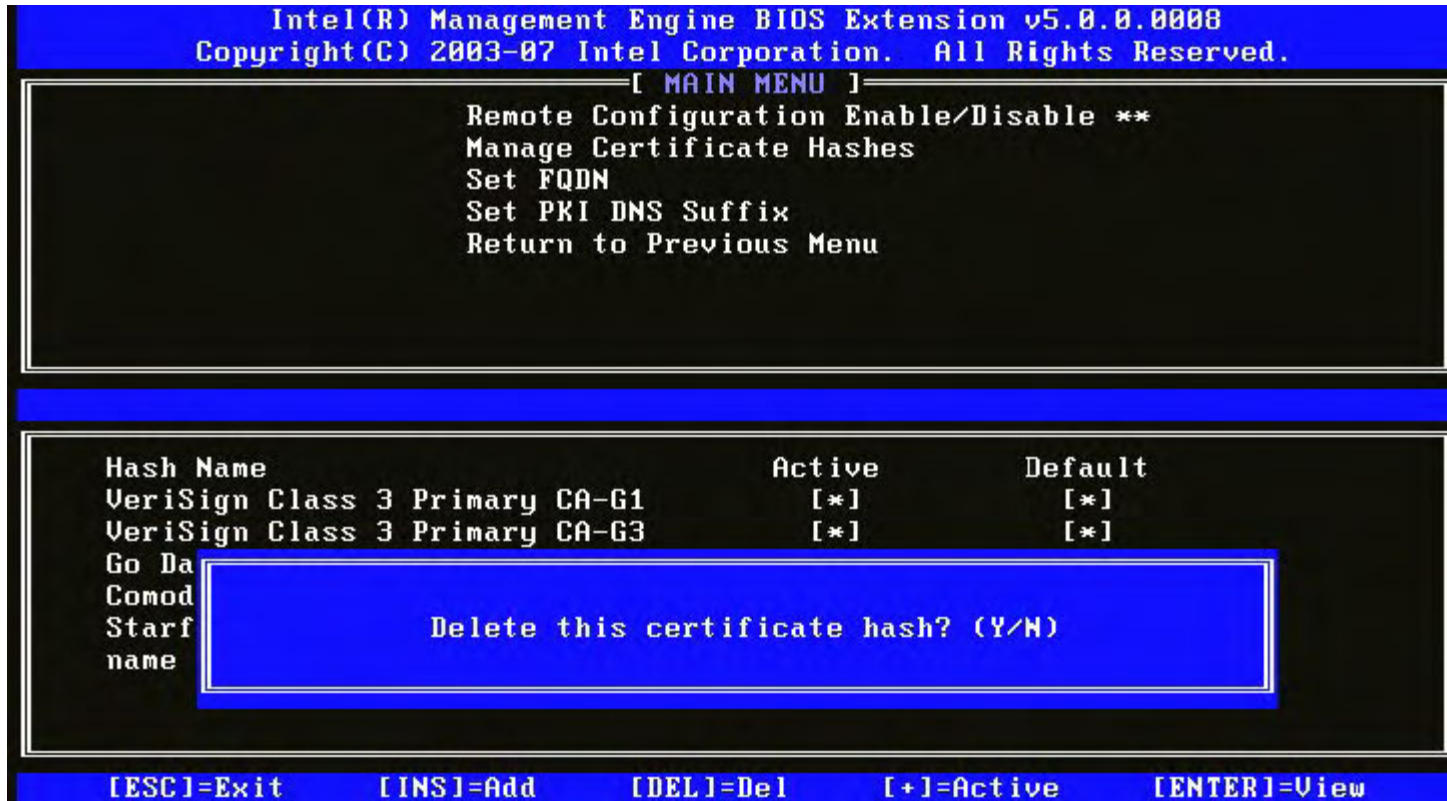 Intel(R) Management Engine BIOS Extension v5.0.0.0008
Copyright(C) 2003-07 Intel Corporation. All Rights Reserved.
[ MAIN MENU ]
Remote Configuration Enable/Disable **
Manage Certificate Hashes
Set FQDN
Set PKI DNS Suffix
Return to Previous Menu
Hash Name Active Default
VeriSign Class 3 Primary CA-G1 [*] [*]
VeriSign Class 3 Primary CA-G3 [*] [*]
Go Da
Comod
Starf
Delete this certificate hash? (Y/N)
name
[ESC]=Exit [INS]=Add [DEL]=Del [+]=Active [ENTER]=View